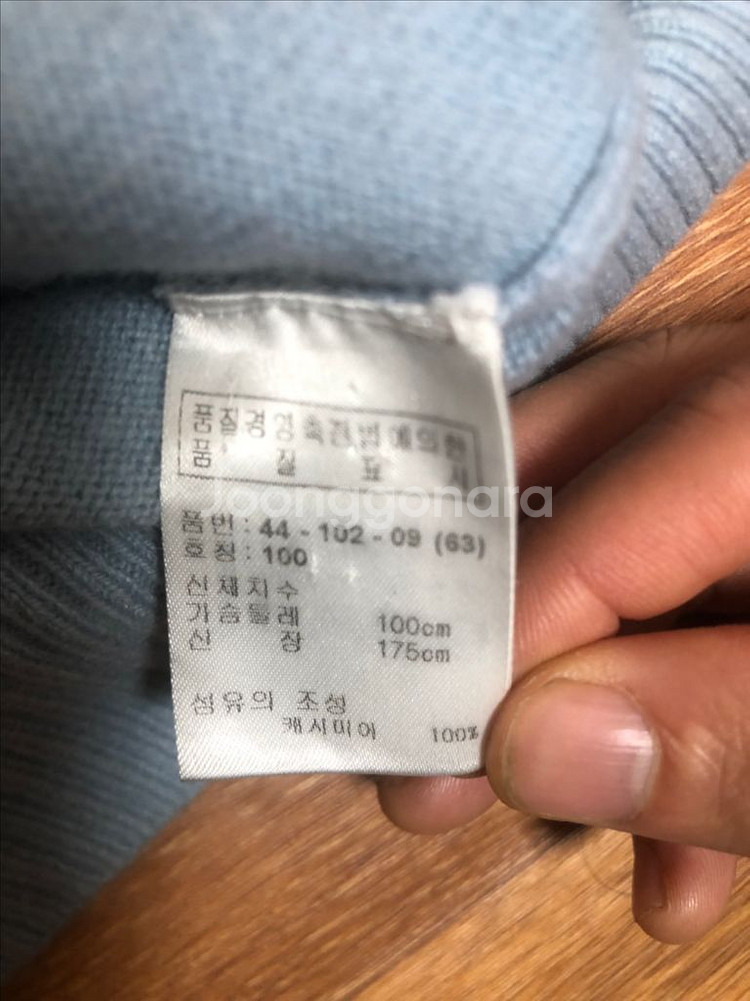 품질경영촉진법에의한
품 질 표 시
joonggonara
품번 : 44 - 102 - 09 (63)
호칭 : 100
신체치수
가슴둘레 100cm
신 장 175cm
섬유의 조성
캐시미아 100%